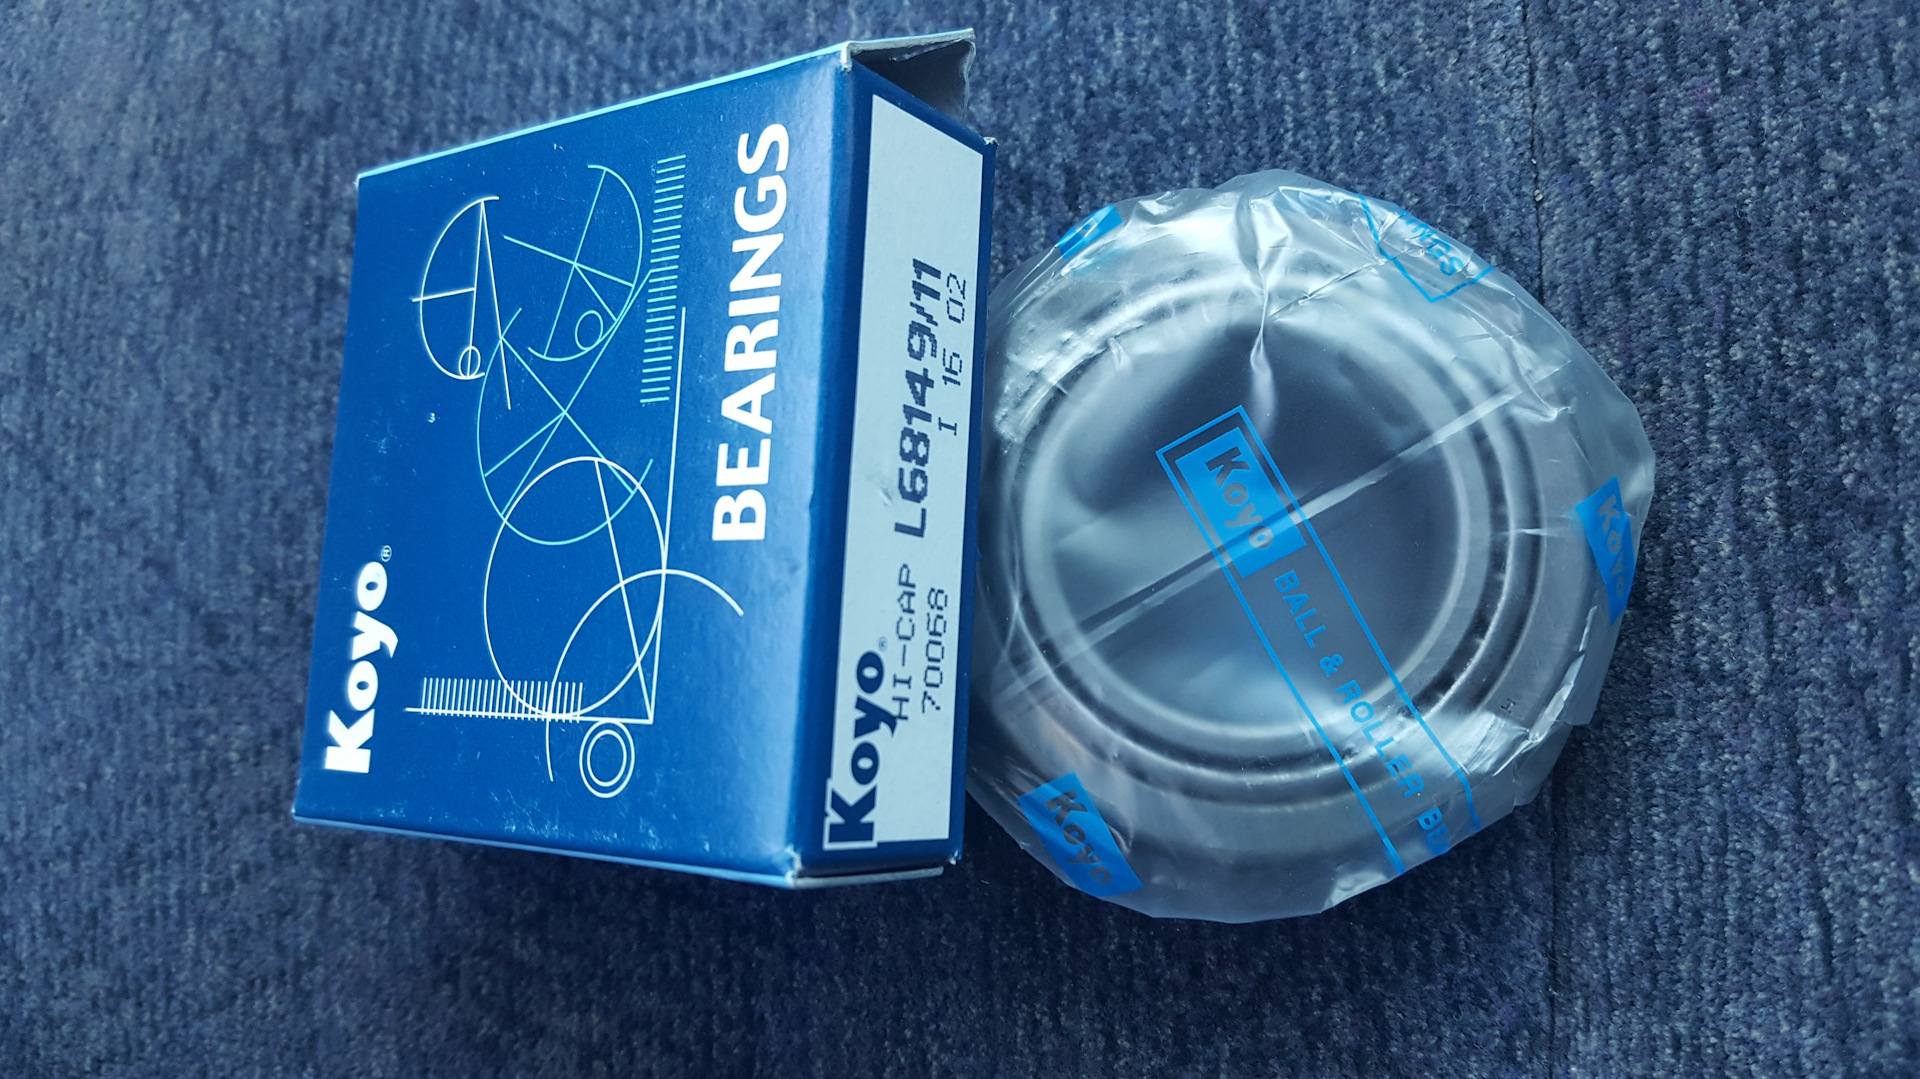 Koyo®
BEARINGS
Koyo®
HI-CAP L68149/11
70068 I 16 02
Koyo BALL & ROLLER
Koyo
Koyo